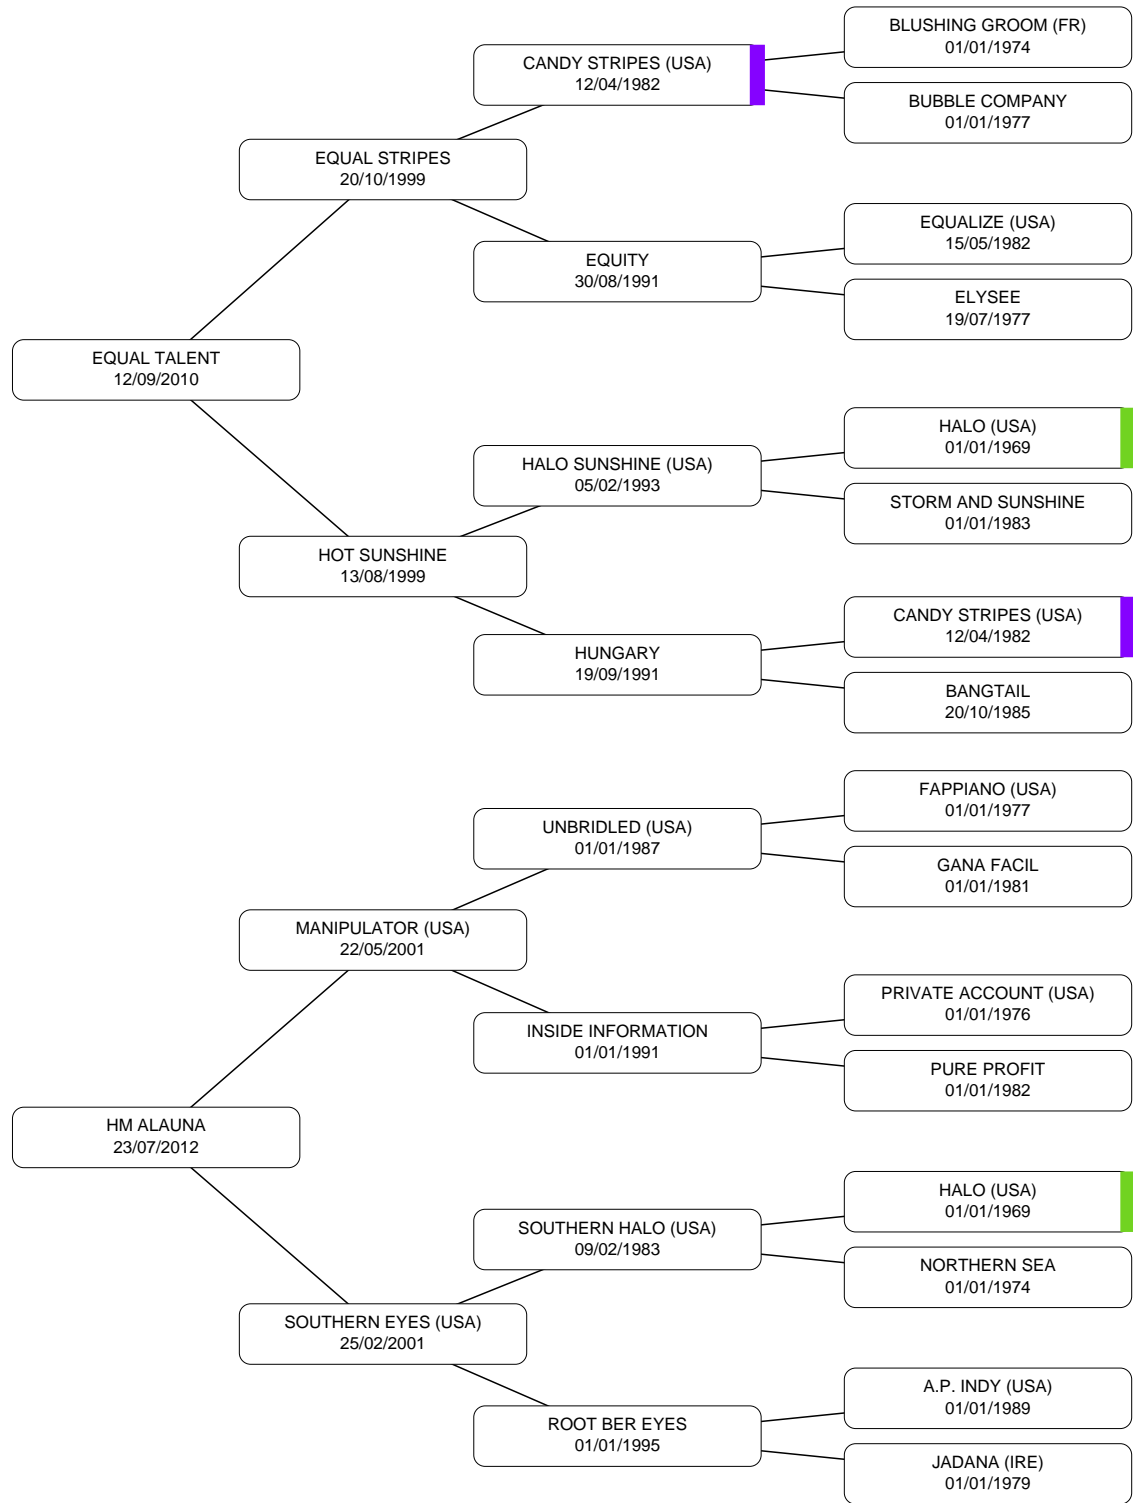 BLUSHING GROOM (FR)
01/01/1974
CANDY STRIPES (USA)
12/04/1982
BUBBLE COMPANY
01/01/1977
EQUAL STRIPES
20/10/1999
EQUALIZE (USA)
15/05/1982
EQUITY
30/08/1991
ELYSEE
19/07/1977
EQUAL TALENT
12/09/2010
HALO (USA)
01/01/1969
HALO SUNSHINE (USA)
05/02/1993
STORM AND SUNSHINE
01/01/1983
HOT SUNSHINE
13/08/1999
CANDY STRIPES (USA)
12/04/1982
HUNGARY
19/09/1991
BANGTAIL
20/10/1985
FAPPIANO (USA)
01/01/1977
UNBRIDLED (USA)
01/01/1987
GANA FACIL
01/01/1981
MANIPULATOR (USA)
22/05/2001
PRIVATE ACCOUNT (USA)
01/01/1976
INSIDE INFORMATION
01/01/1991
PURE PROFIT
01/01/1982
HM ALAUNA
23/07/2012
HALO (USA)
01/01/1969
SOUTHERN HALO (USA)
09/02/1983
NORTHERN SEA
01/01/1974
SOUTHERN EYES (USA)
25/02/2001
A.P. INDY (USA)
01/01/1989
ROOT BER EYES
01/01/1995
JADANA (IRE)
01/01/1979